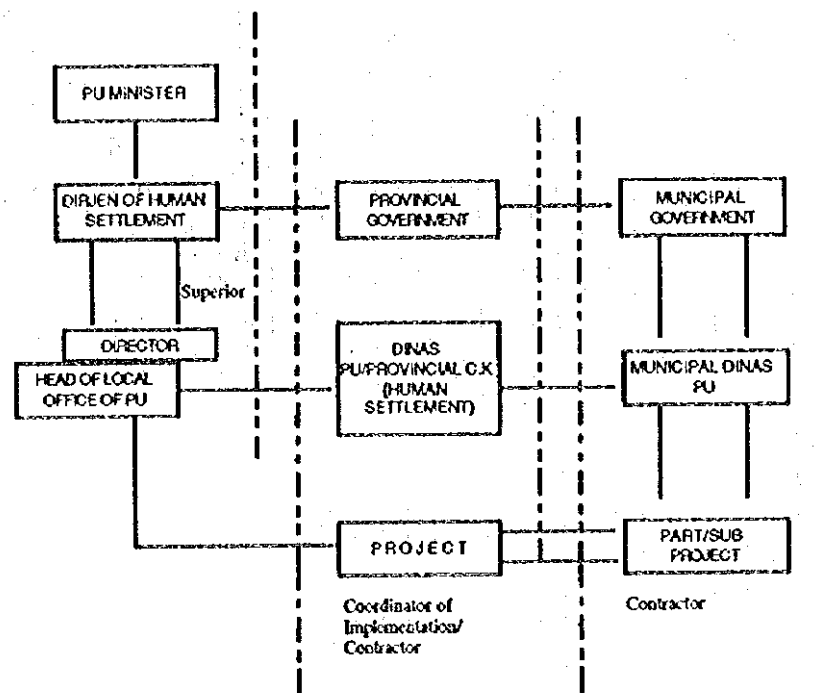 PU MINISTER
DIRJEN OF HUMAN
SETTLEMENT
PROVINCIAL
GOVERNMENT
MUNICIPAL
GOVERNMENT
Superior
DIRECTOR
HEAD OF LOCAL
OFFICE OF PU
DINAS
PU/PROVINCIAL C.K
(HUMAN
SETTLEMENT)
MUNICIPAL DINAS
PU
PROJECT
PART/SUB
PROJECT
Coordinator of
Implementation/
Contractor
Contractor